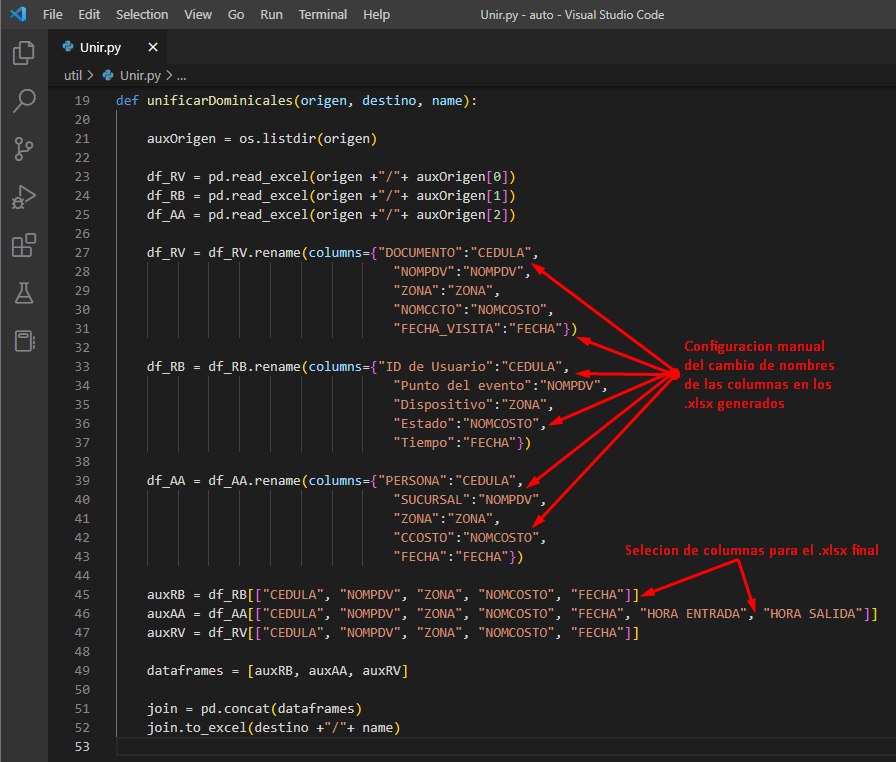 File Edit Selection View Go Run Terminal Help Unir.py - auto - Visual Studio Code
Unir.py ×
util > Unir.py > ...
19 def unificarDominicales(origen, destino, name):
20
21 auxOrigen = os.listdir(origen)
22
23 df_RV = pd.read_excel(origen +"/"+ auxOrigen[0])
24 df_RB = pd.read_excel(origen +"/"+ auxOrigen[1])
25 df_AA = pd.read_excel(origen +"/"+ auxOrigen[2])
26
27 df_RV = df_RV.rename(columns={"DOCUMENTO":"CEDULA",
28 "NOMPDV":"NOMPDV",
29 "ZONA":"ZONA",
30 "NOMCCTO":"NOMCOSTO",
31 "FECHA_VISITA":"FECHA"})
32
33 df_RB = df_RB.rename(columns={"ID de Usuario":"CEDULA",
34 "Punto del evento":"NOMPDV",
35 "Dispositivo":"ZONA",
36 "Estado":"NOMCOSTO",
37 "Tiempo":"FECHA"})
38
39 df_AA = df_AA.rename(columns={"PERSONA":"CEDULA",
40 "SUCURSAL":"NOMPDV",
41 "ZONA":"ZONA",
42 "CCOSTO":"NOMCOSTO",
43 "FECHA":"FECHA"})
44
45 auxRB = df_RB[["CEDULA", "NOMPDV", "ZONA", "NOMCOSTO", "FECHA"]]
46 auxAA = df_AA[["CEDULA", "NOMPDV", "ZONA", "NOMCOSTO", "FECHA", "HORA ENTRADA", "HORA SALIDA"]]
47 auxRV = df_RV[["CEDULA", "NOMPDV", "ZONA", "NOMCOSTO", "FECHA"]]
48
49 dataframes = [auxRB, auxAA, auxRV]
50
51 join = pd.concat(dataframes)
52 join.to_excel(destino +"/"+ name)
53
Configuracion manual
del cambio de nombres
de las columnas en los
.xlsx generados
Selecion de columnas para el .xlsx final